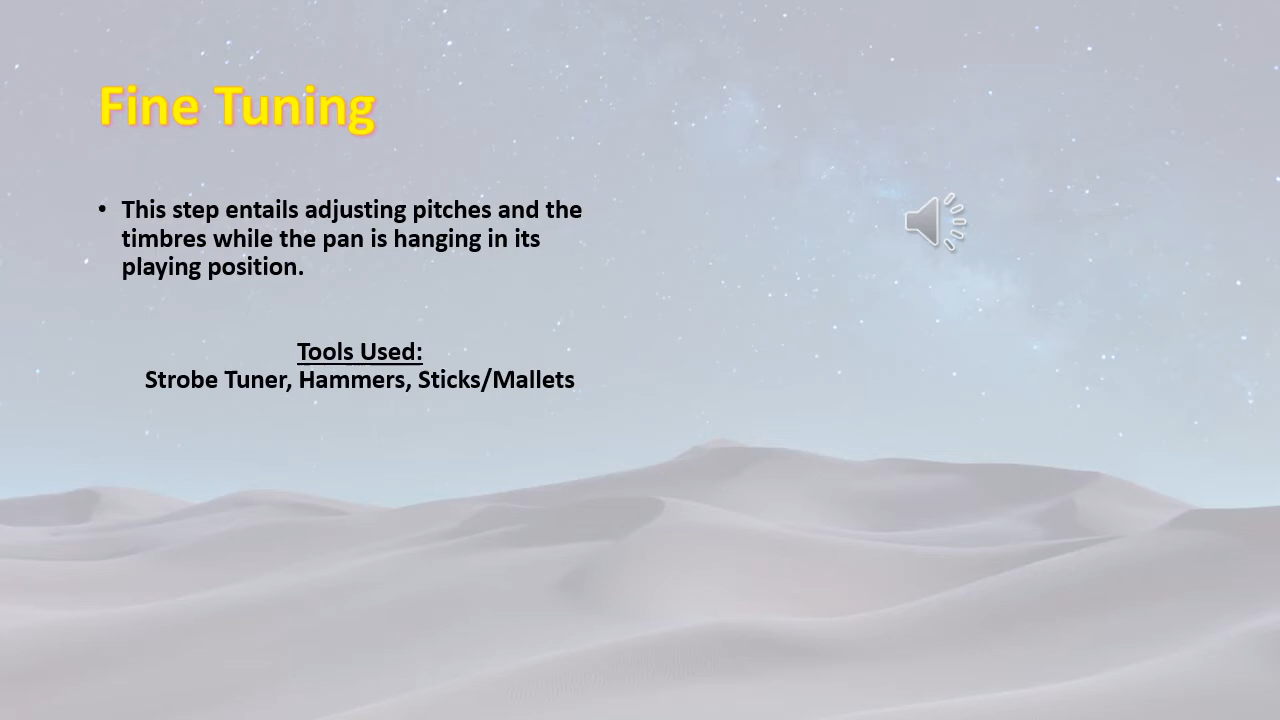 Fine Tuning
• This step entails adjusting pitches and the
timbres while the pan is hanging in its
playing position.
Tools Used:
Strobe Tuner, Hammers, Sticks/Mallets